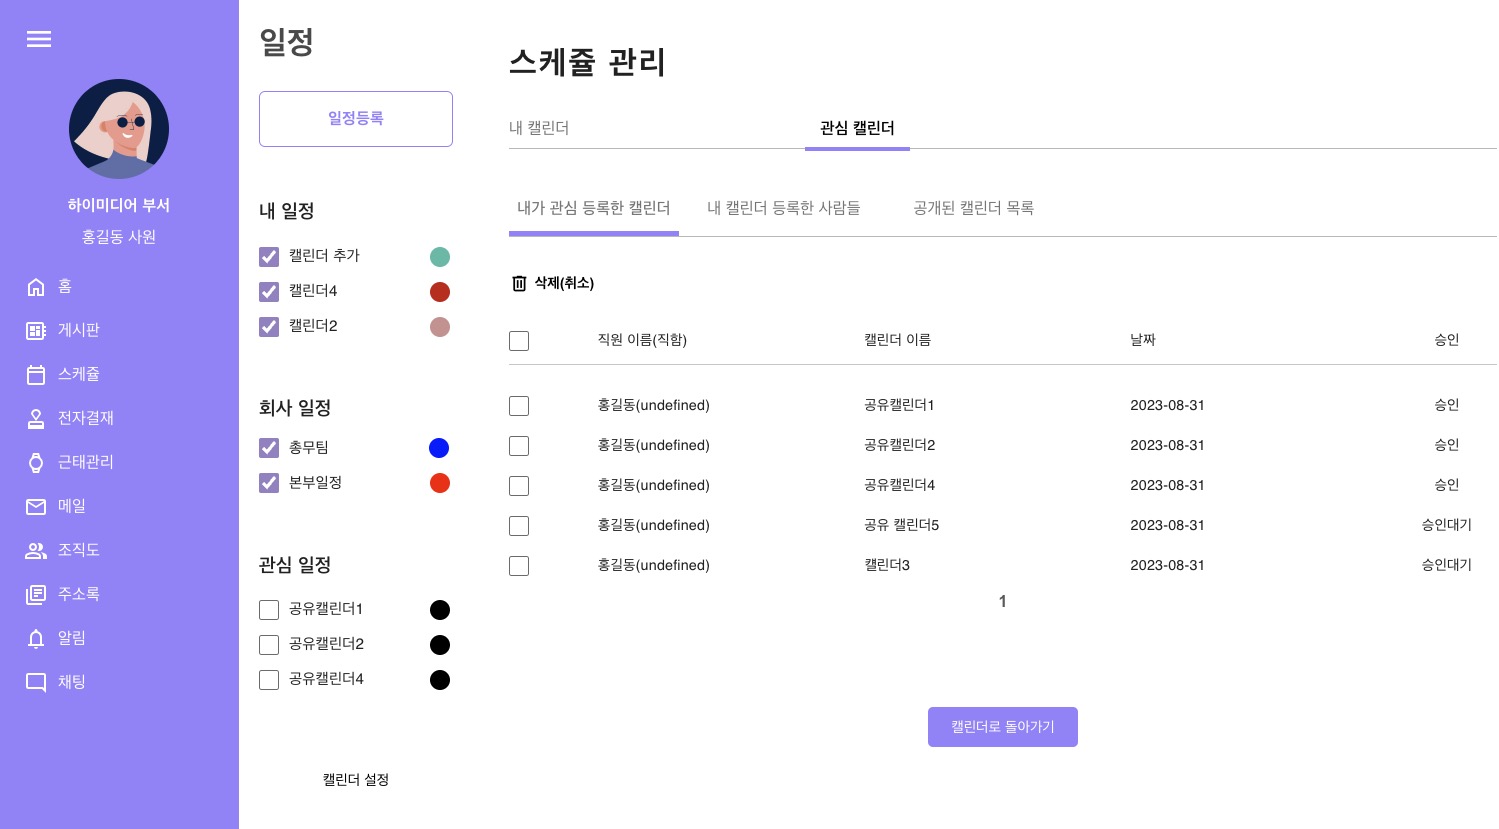 하이미디어 부서
홍길동 사원
홈
게시판
스케쥴
전자결재
근태관리
메일
조직도
주소록
알림
채팅
일정
일정등록
내 일정
캘린더 추가
캘린더4
캘린더2
회사 일정
총무팀
본부일정
관심 일정
공유캘린더1
공유캘린더2
공유캘린더4
캘린더 설정
스케쥴 관리
내 캘린더 관심 캘린더
내가 관심 등록한 캘린더 내 캘린더 등록한 사람들 공개된 캘린더 목록
삭제(취소)
직원 이름(직함) 캘린더 이름 날짜 승인
홍길동(undefined) 공유캘린더1 2023-08-31 승인
홍길동(undefined) 공유캘린더2 2023-08-31 승인
홍길동(undefined) 공유캘린더4 2023-08-31 승인
홍길동(undefined) 공유 캘린더5 2023-08-31 승인대기
홍길동(undefined) 캘린더3 2023-08-31 승인대기
1
캘린더로 돌아가기